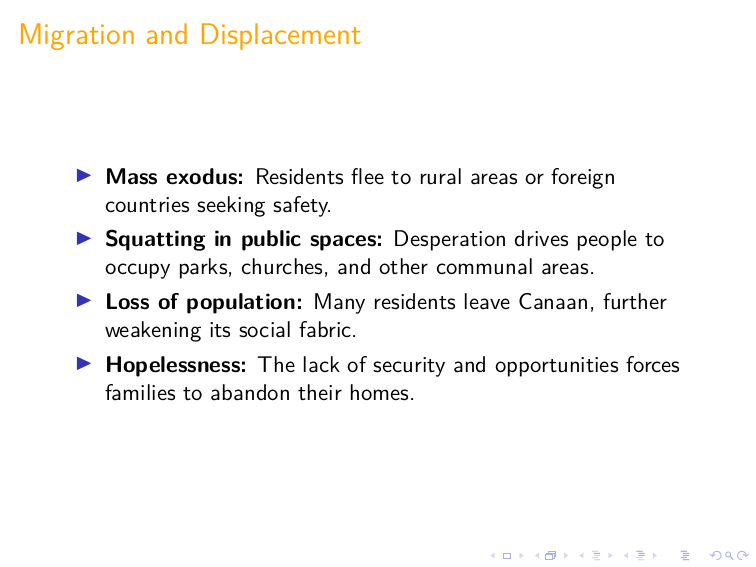 Migration and Displacement
Mass exodus: Residents flee to rural areas or foreign
countries seeking safety.
Squatting in public spaces: Desperation drives people to
occupy parks, churches, and other communal areas.
Loss of population: Many residents leave Canaan, further
weakening its social fabric.
Hopelessness: The lack of security and opportunities forces
families to abandon their homes.